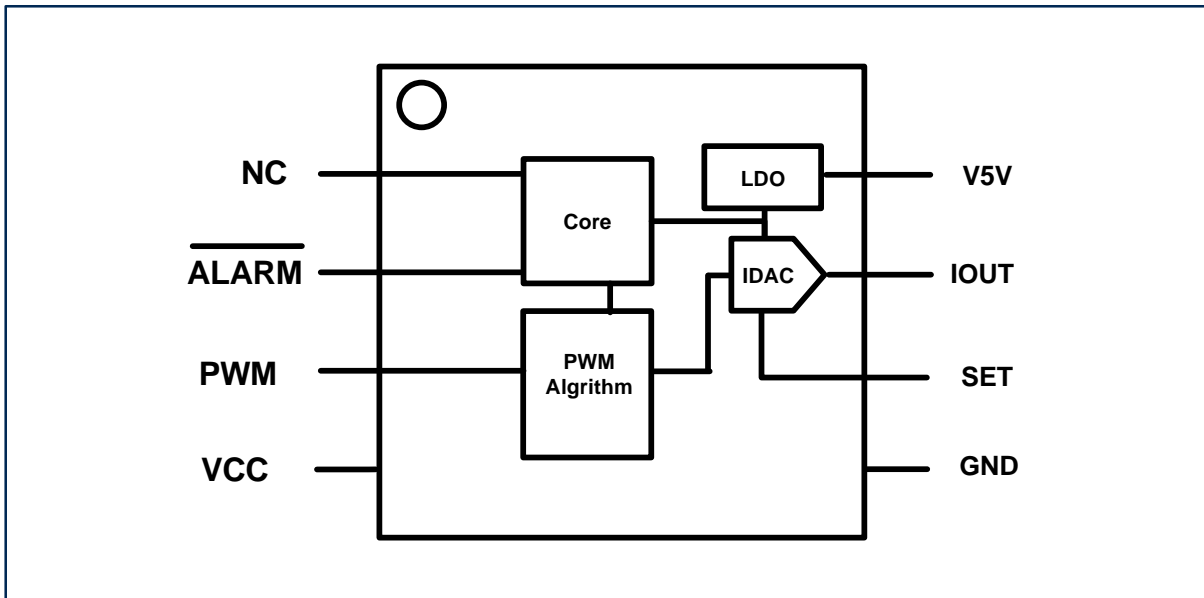 NC
ALARM
PWM
VCC
Core
PWM
Algrithm
LDO
IDAC
V5V
IOUT
SET
GND